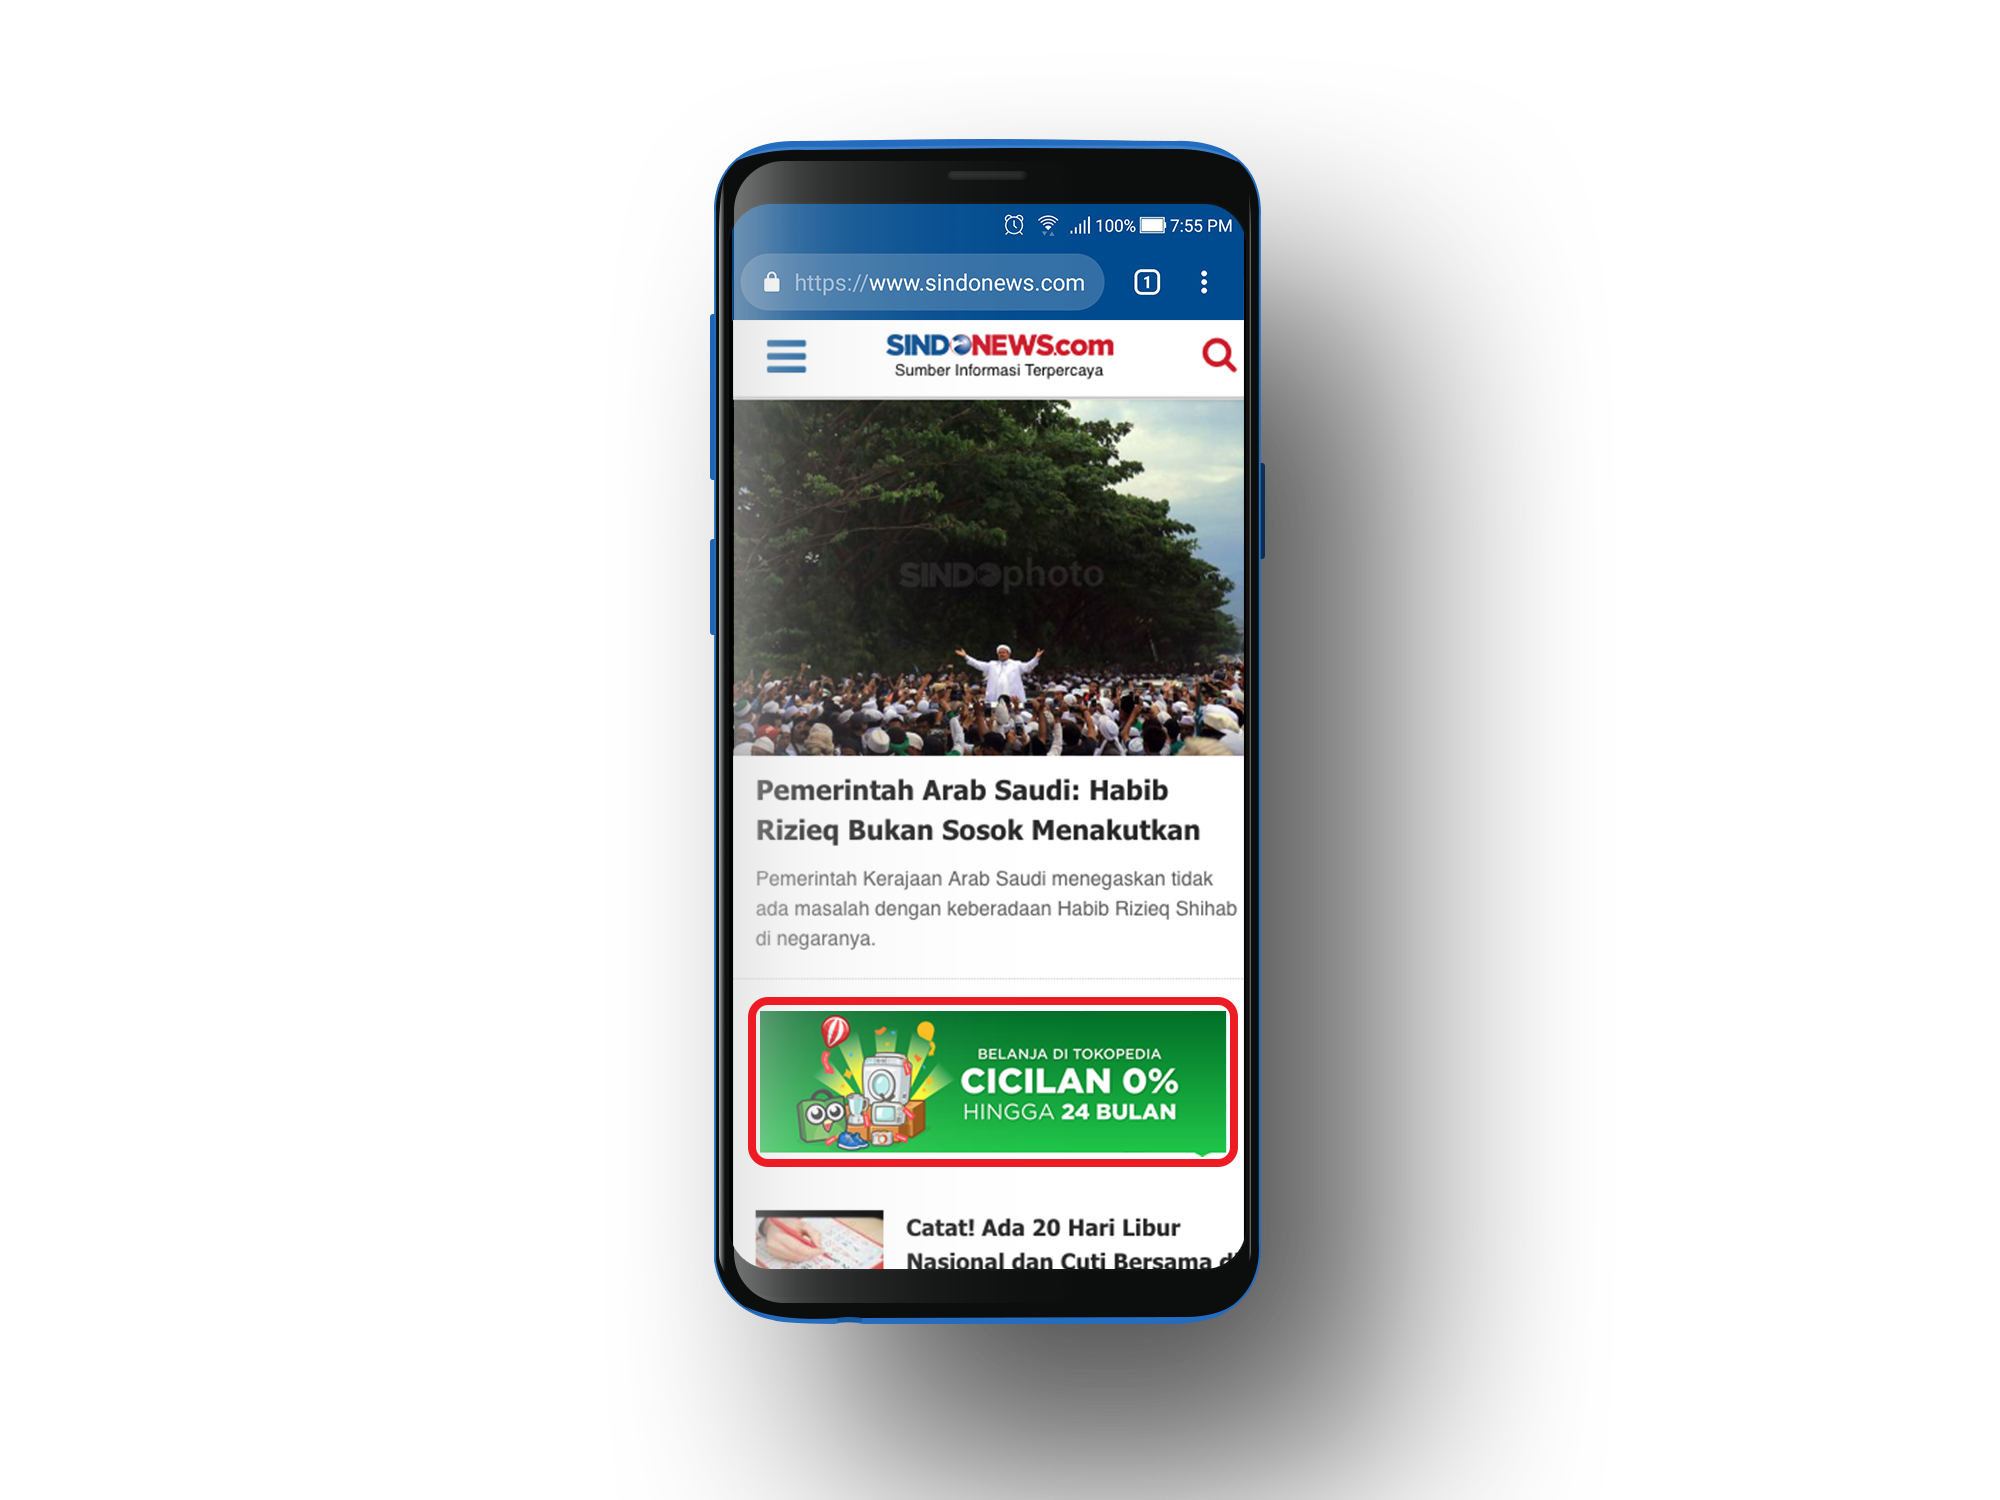 100% 7:55 PM
https://www.sindonews.com
1
SINDONEWS.com
Sumber Informasi Terpercaya
SINDOphoto
Pemerintah Arab Saudi: Habib
Rizieq Bukan Sosok Menakutkan
Pemerintah Kerajaan Arab Saudi menegaskan tidak
ada masalah dengan keberadaan Habib Rizieq Shihab
di negaranya.
BELANJA DI TOKOPEDIA
CICILAN 0%
HINGGA 24 BULAN
Catat! Ada 20 Hari Libur
Nasional dan Cuti Bersama di